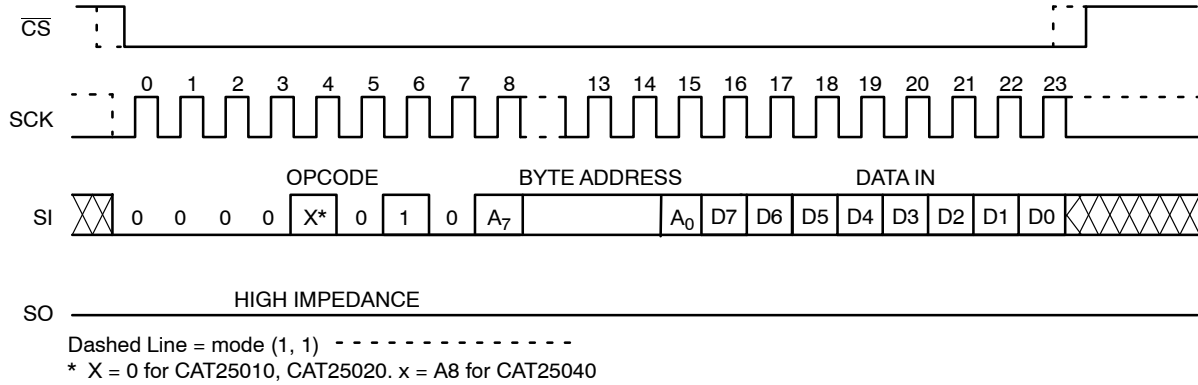 CS
0 1 2 3 4 5 6 7 8 13 14 15 16 17 18 19 20 21 22 23
SCK
OPCODE BYTE ADDRESS DATA IN
SI 0 0 0 0 X* 0 1 0 A7 A0 D7 D6 D5 D4 D3 D2 D1 D0
HIGH IMPEDANCE
SO
Dashed Line = mode (1, 1)
* X = 0 for CAT25010, CAT25020. x = A8 for CAT25040